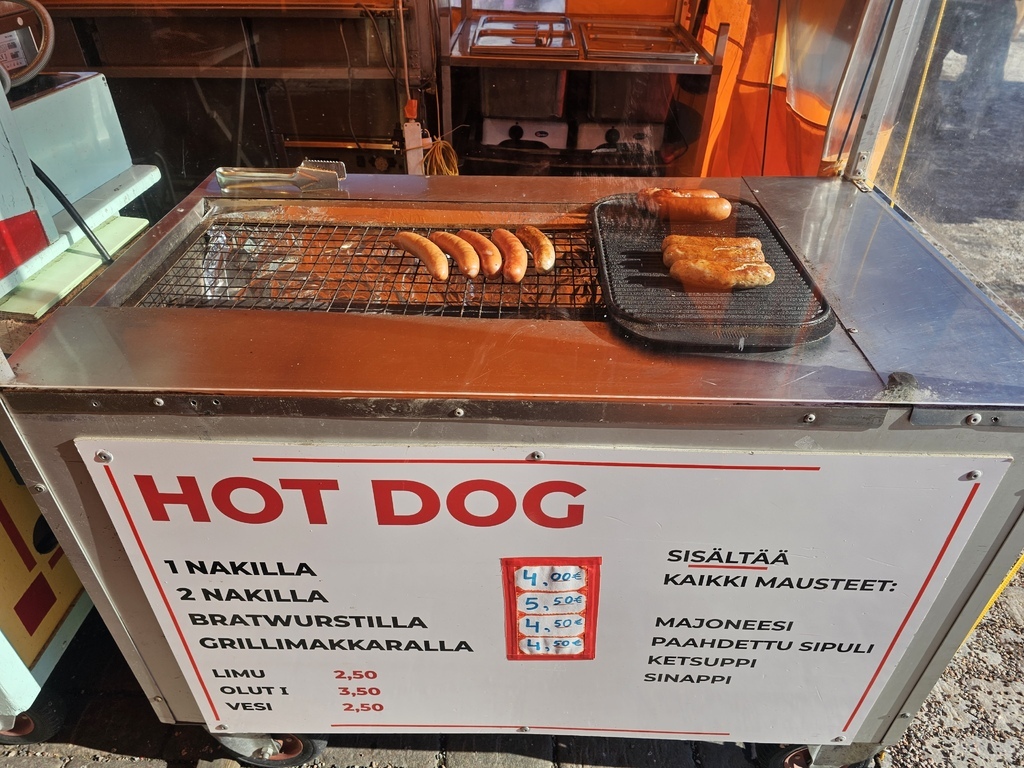 HOT DOG
1 NAKILLA 4,00€
2 NAKILLA 5,50€
BRATWURSTILLA 4,50€
GRILLIMAKKARALLA 4,50€
LIMU 2,50
OLUT I 3,50
VESI 2,50
SISÄLTÄÄ
KAIKKI MAUSTEET:
MAJONEESI
PAAHDETTU SIPULI
KETSUPPI
SINAPPI